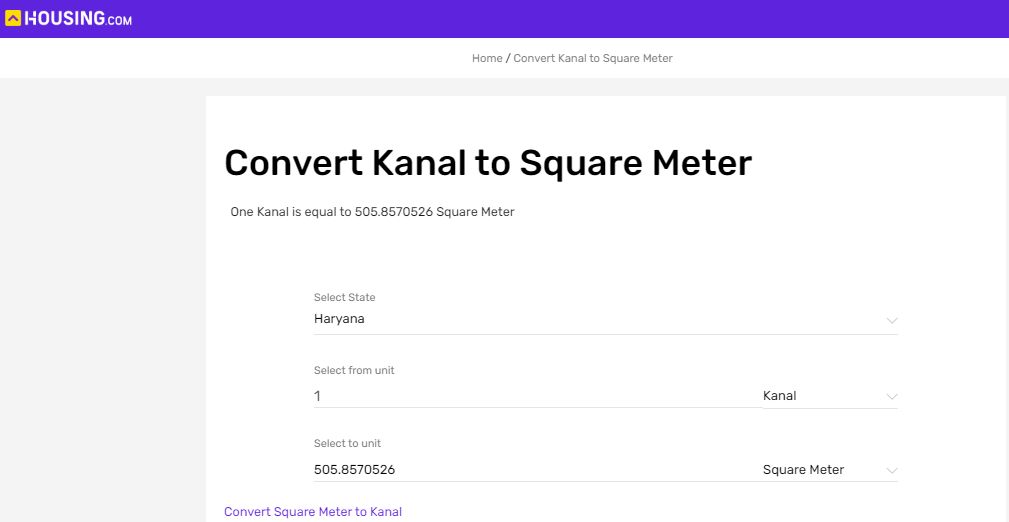 HOUSING.COM
Home / Convert Kanal to Square Meter
Convert Kanal to Square Meter
One Kanal is equal to 505.8570526 Square Meter
Select State
Haryana
Select from unit
1 Kanal
Select to unit
505.8570526 Square Meter
Convert Square Meter to Kanal